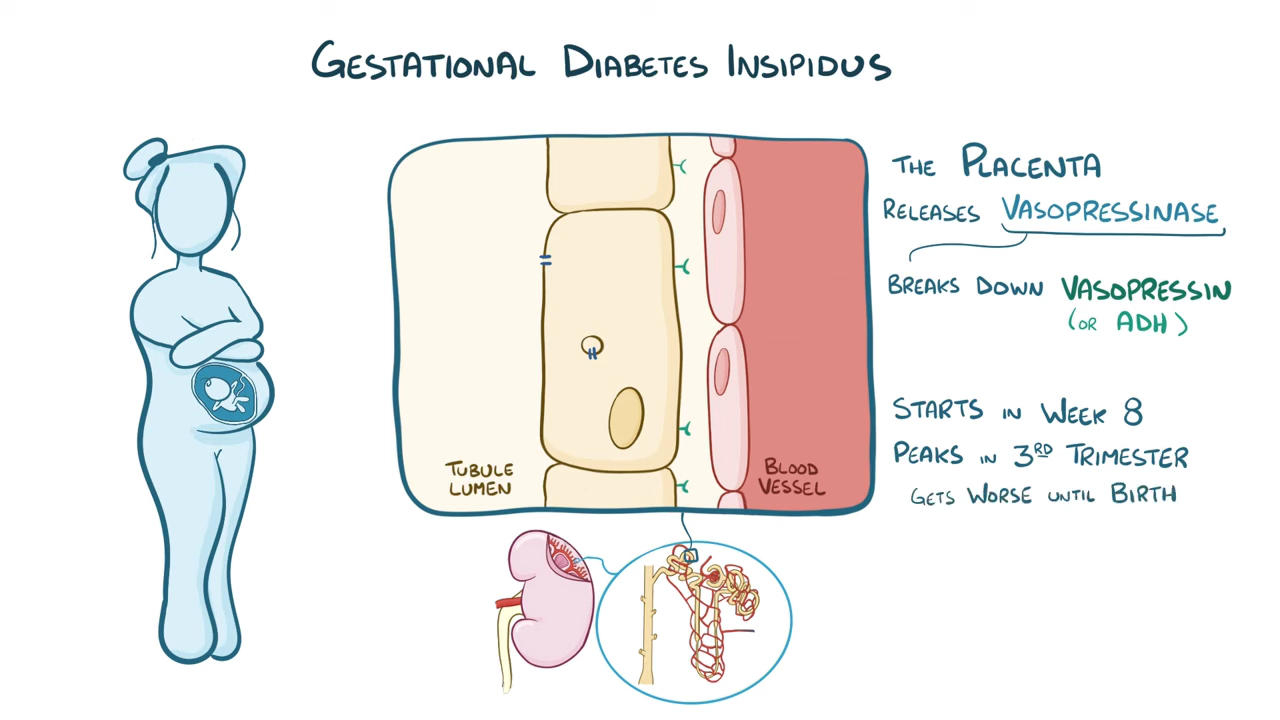 GESTATIONAL DIABETES INSIPIDUS
THE PLACENTA
RELEASES VASOPRESSINASE
BREAKS DOWN VASOPRESSIN
(OR ADH)
STARTS IN WEEK 8
PEAKS IN 3RD TRIMESTER
GETS WORSE UNTIL BIRTH
TUBULE
LUMEN
BLOOD
VESSEL